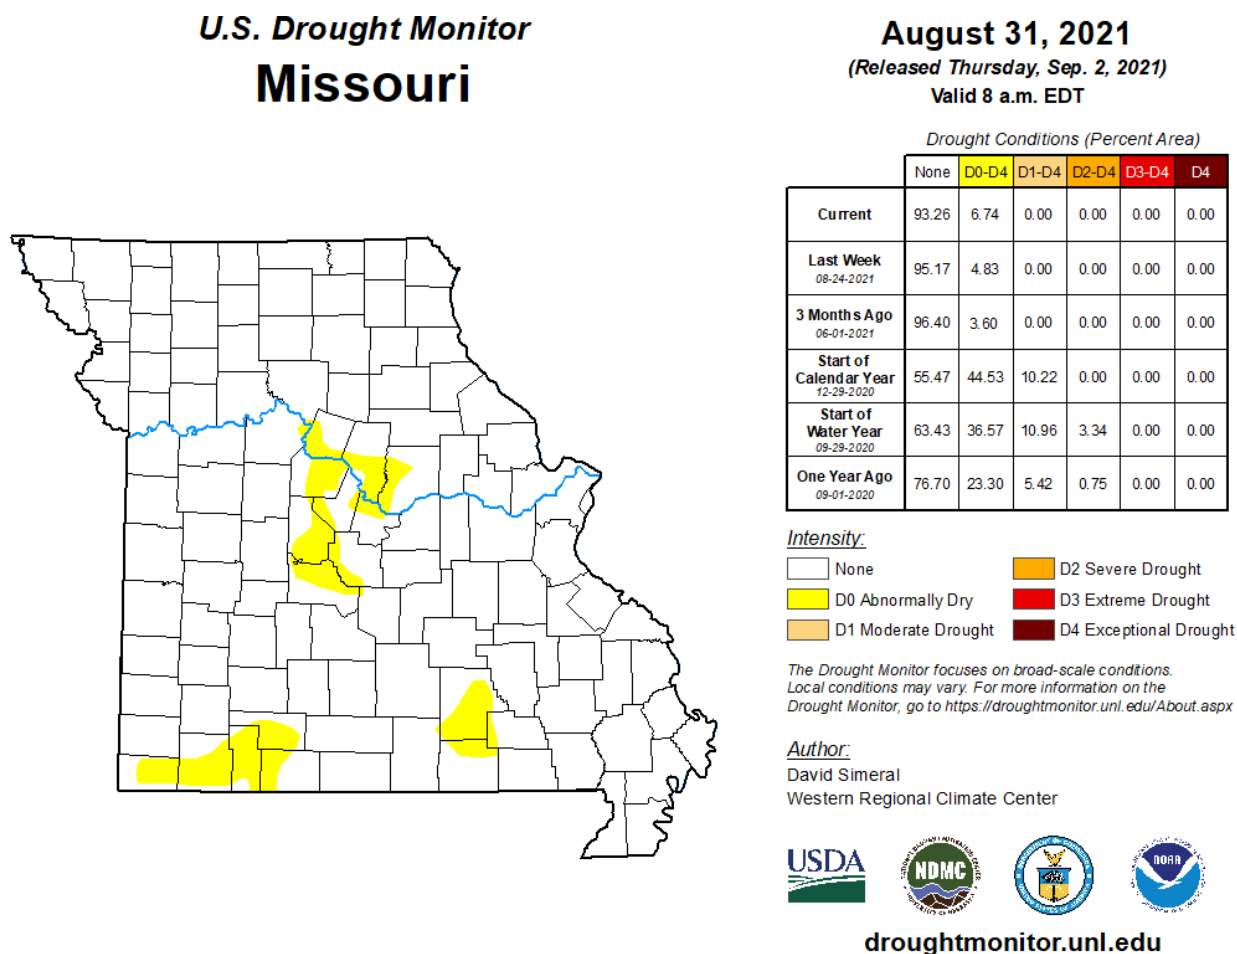 U.S. Drought Monitor
Missouri
August 31, 2021
(Released Thursday, Sep. 2, 2021)
Valid 8 a.m. EDT
Drought Conditions (Percent Area)
None D0-D4 D1-D4 D2-D4 D3-D4 D4
Current 93.26 6.74 0.00 0.00 0.00 0.00
Last Week
08-24-2021 95.17 4.83 0.00 0.00 0.00 0.00
3 Months Ago
06-01-2021 96.40 3.60 0.00 0.00 0.00 0.00
Start of
Calendar Year
12-29-2020 55.47 44.53 10.22 0.00 0.00 0.00
Start of
Water Year
09-29-2020 63.43 36.57 10.96 3.34 0.00 0.00
One Year Ago
09-01-2020 76.70 23.30 5.42 0.75 0.00 0.00
Intensity:
None
D0 Abnormally Dry
D1 Moderate Drought
D2 Severe Drought
D3 Extreme Drought
D4 Exceptional Drought
The Drought Monitor focuses on broad-scale conditions.
Local conditions may vary. For more information on the
Drought Monitor, go to https://droughtmonitor.unl.edu/About.aspx
Author:
David Simeral
Western Regional Climate Center
USDA
NDMC
NOAA
droughtmonitor.unl.edu